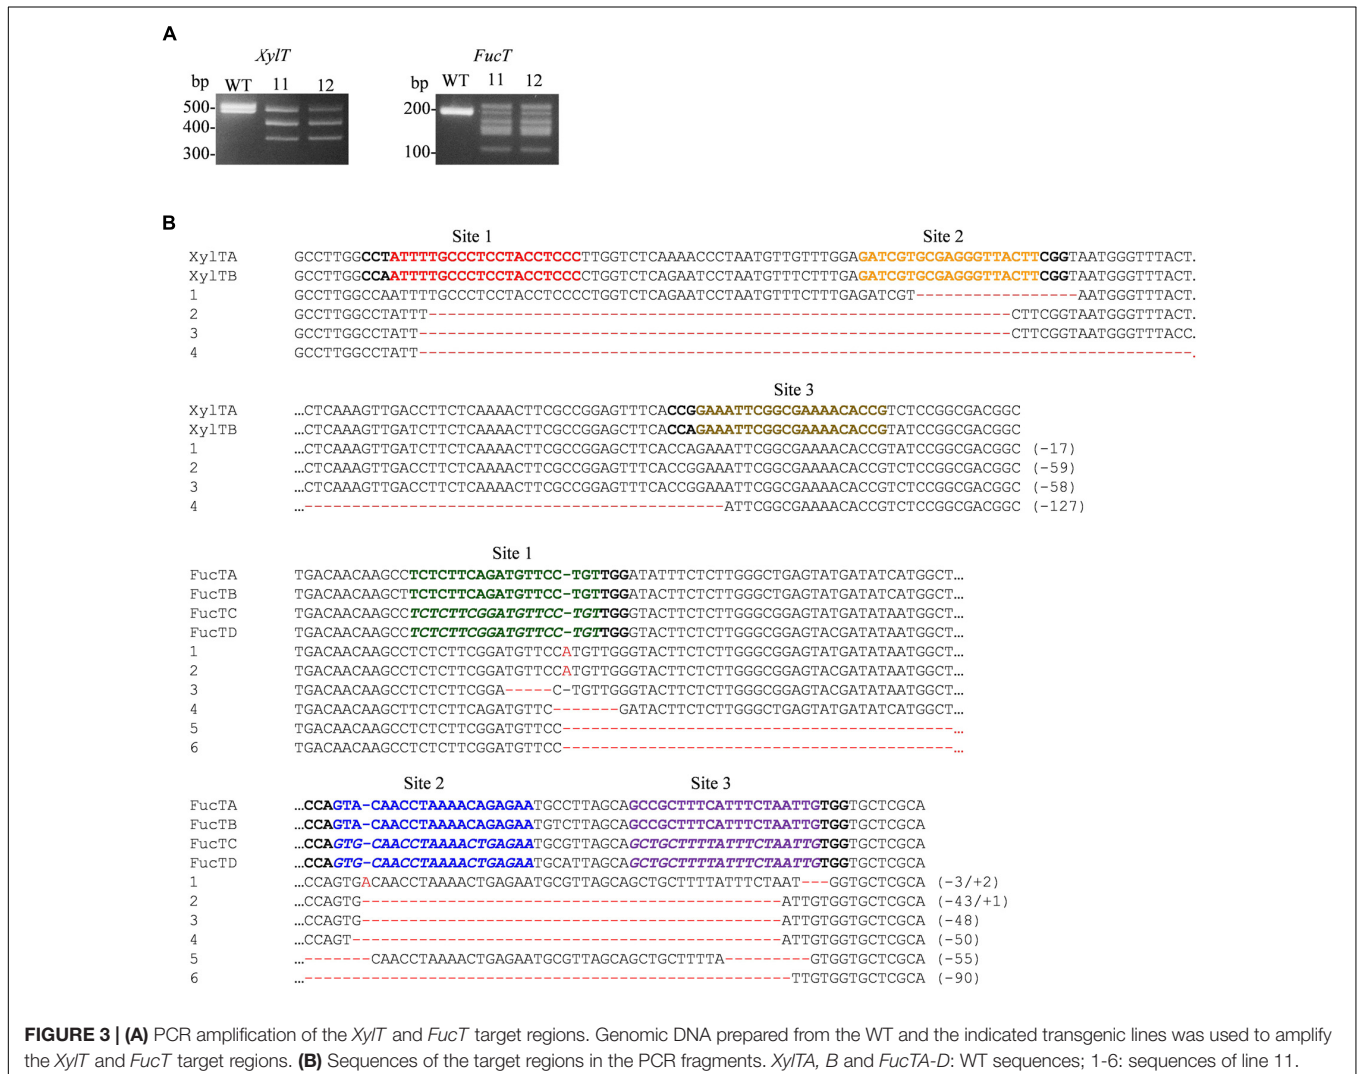 A
XylT
FucT
bp WT 11 12
bp WT 11 12
500-
400-
300-
200-
100-
B
Site 1 Site 2
XylTA GCCTTGGCCTATTTTGCCCTCCTACCTCCCTTGGTCTCAAAACCCTAATGTTGTTTGGAGATCGTGCGAGGGTTACTTCGGTAATGGGTTTACT.
XylTB GCCTTGGCCAATTTTGCCCTCCTACCTCCCCTGGTCTCAGAATCCTAATGTTTCTTTGAGATCGTGCGAGGGTTACTTCGGTAATGGGTTTACT.
1 GCCTTGGCCAATTTTGCCCTCCTACCTCCCCTGGTCTCAGAATCCTAATGTTTCTTTGAGATCGT-----------------AATGGGTTTACT.
2 GCCTTGGCCTATTT-------------------------------------------------------------CTTCGGTAATGGGTTTACT.
3 GCCTTGGCCTATT--------------------------------------------------------------CTTCGGTAATGGGTTTACC.
4 GCCTTGGCCTATT---------------------------------------------------------------------------------.
Site 3
XylTA ...CTCAAAGTTGACCTTCTCAAAACTTCGCCGGAGTTTCACCGGAAATTCGGCGAAAACACCGTCTCCGGCGACGGC
XylTB ...CTCAAAGTTGATCTTCTCAAAACTTCGCCGGAGCTTCACCAGAAATTCGGCGAAAACACCGTATCCGGCGACGGC
1 ...CTCAAAGTTGATCTTCTCAAAACTTCGCCGGAGCTTCACCAGAAATTCGGCGAAAACACCGTATCCGGCGACGGC (-17)
2 ...CTCAAAGTTGACCTTCTCAAAACTTCGCCGGAGTTTCACCGGAAATTCGGCGAAAACACCGTCTCCGGCGACGGC (-59)
3 ...CTCAAAGTTGACCTTCTCAAAACTTCGCCGGAGTTTCACCGGAAATTCGGCGAAAACACCGTCTCCGGCGACGGC (-58)
4 ...--------------------------------------------ATTCGGCGAAAACACCGTCTCCGGCGACGGC (-127)
Site 1
FucTA TGACAACAAGCCTCTCTTCAGATGTTCC-TGTTGGATATTTCTCTTGGGCTGAGTATGATATCATGGCT...
FucTB TGACAACAAGCTTCTCTTCAGATGTTCC-TGTTGGATACTTCTCTTGGGCTGAGTATGATATCATGGCT...
FucTC TGACAACAAGCCTCTCTTCGGATGTTCC-TGTTGGGTACTTCTCTTGGGCGGAGTATGATATAATGGCT...
FucTD TGACAACAAGCCTCTCTTCGGATGTTCC-TGTTGGGTACTTCTCTTGGGCGGAGTACGATATAATGGCT...
1 TGACAACAAGCCTCTCTTCGGATGTTCCATGTTGGGTACTTCTCTTGGGCGGAGTATGATATAATGGCT...
2 TGACAACAAGCCTCTCTTCGGATGTTCCATGTTGGGTACTTCTCTTGGGCGGAGTACGATATAATGGCT...
3 TGACAACAAGCCTCTCTTCGGA-----C-TGTTGGGTACTTCTCTTGGGCGGAGTACGATATAATGGCT...
4 TGACAACAAGCTTCTCTTCAGATGTTC-------GATACTTCTCTTGGGCTGAGTATGATATCATGGCT...
5 TGACAACAAGCCTCTCTTCGGATGTTCC-----------------------------------------...
6 TGACAACAAGCCTCTCTTCGGATGTTCC-----------------------------------------...
Site 2 Site 3
FucTA ...CCAGTA-CAACCTAAAACAGAGAATGCCTTAGCAGCCGCTTTCATTTCTAATTGTGGTGCTCGCA
FucTB ...CCAGTA-CAACCTAAAACAGAGAATGTCTTAGCAGCCGCTTTCATTTCTAATTGTGGTGCTCGCA
FucTC ...CCAGTG-CAACCTAAAACTGAGAATGCGTTAGCAGCTGCTTTTATTTCTAATTGTGGTGCTCGCA
FucTD ...CCAGTG-CAACCTAAAACTGAGAATGCATTAGCAGCTGCTTTTATTTCTAATTGTGGTGCTCGCA
1 ...CCAGTGACAACCTAAAACTGAGAATGCGTTAGCAGCTGCTTTTATTTCTAAT---GGTGCTCGCA (-3/+2)
2 ...CCAGTG--------------------------------------------ATTGTGGTGCTCGCA (-43/+1)
3 ...CCAGTG--------------------------------------------ATTGTGGTGCTCGCA (-48)
4 ...CCAGT---------------------------------------------ATTGTGGTGCTCGCA (-50)
5 ...-------CAACCTAAAACTGAGAATGCGTTAGCAGCTGCTTTTA---------GTGGTGCTCGCA (-55)
6 ...---------------------------------------------------TTGTGGTGCTCGCA (-90)
FIGURE 3 | (A) PCR amplification of the XylT and FucT target regions. Genomic DNA prepared from the WT and the indicated transgenic lines was used to amplify
the XylT and FucT target regions. (B) Sequences of the target regions in the PCR fragments. XylTA, B and FucTA-D: WT sequences; 1-6: sequences of line 11.